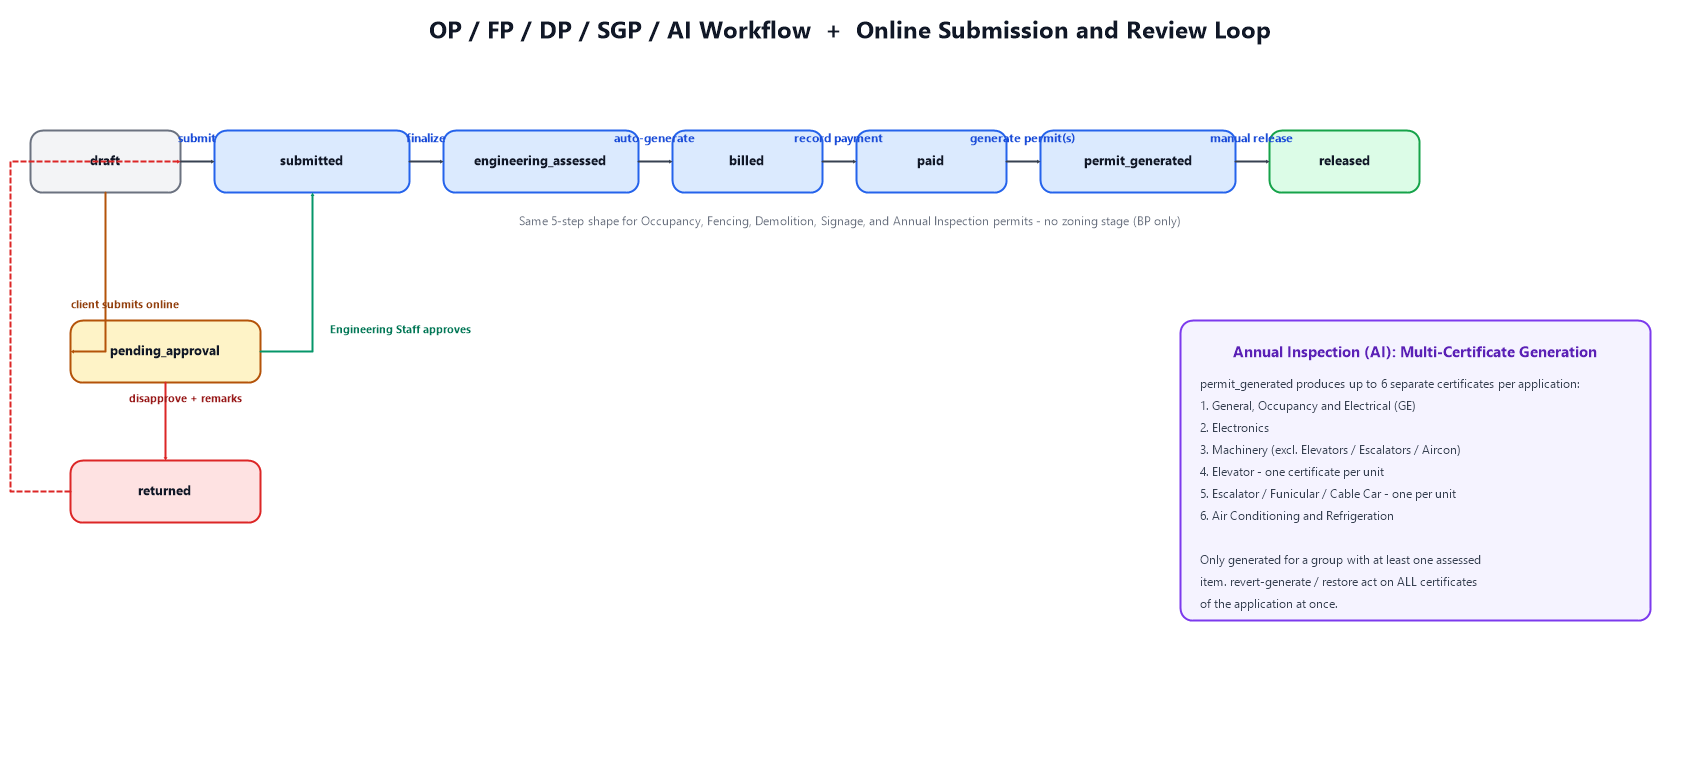 OP / FP / DP / SGP / AI Workflow + Online Submission and Review Loop
submit
finalize
auto-generate
record payment
generate permit(s)
manual release
draft
submitted
engineering_assessed
billed
paid
permit_generated
released
Same 5-step shape for Occupancy, Fencing, Demolition, Signage, and Annual Inspection permits - no zoning stage (BP only)
client submits online
Engineering Staff approves
pending_approval
disapprove + remarks
returned
Annual Inspection (AI): Multi-Certificate Generation
permit_generated produces up to 6 separate certificates per application:
1. General, Occupancy and Electrical (GE)
2. Electronics
3. Machinery (excl. Elevators / Escalators / Aircon)
4. Elevator - one certificate per unit
5. Escalator / Funicular / Cable Car - one per unit
6. Air Conditioning and Refrigeration
Only generated for a group with at least one assessed
item. revert-generate / restore act on ALL certificates
of the application at once.